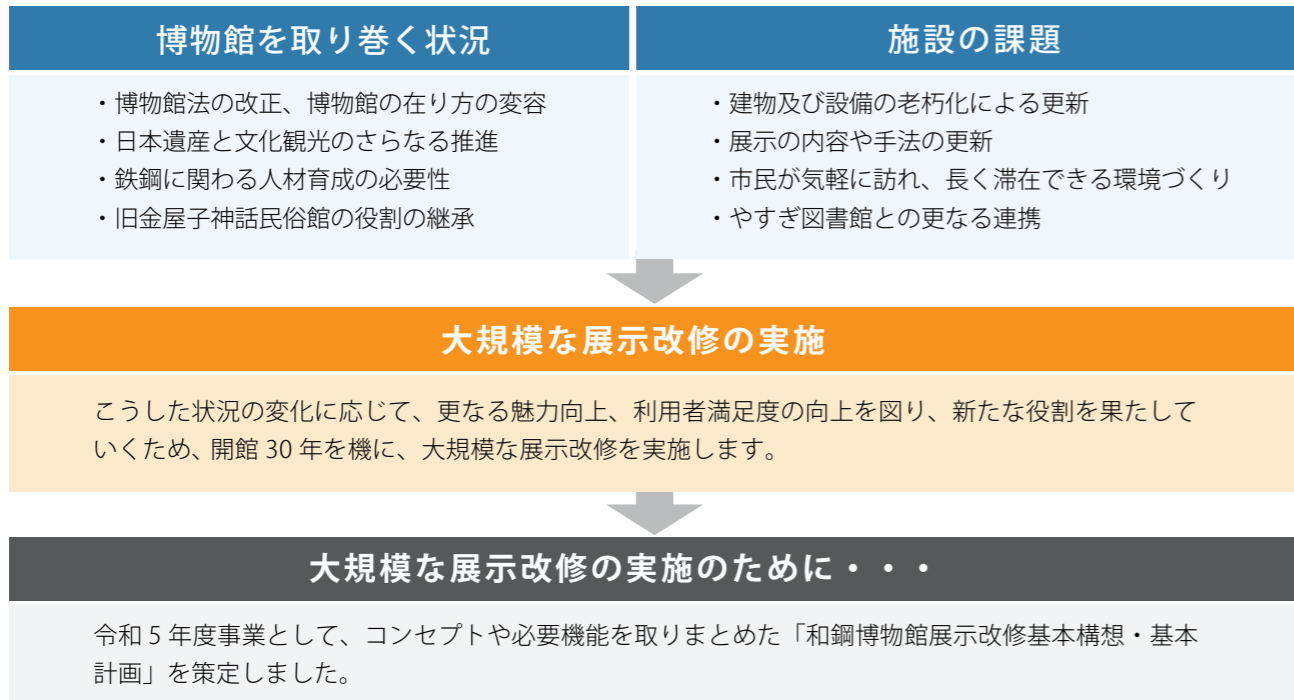 博物館を取り巻く状況
・博物館法の改正、博物館の在り方の変容
・日本遺産と文化観光のさらなる推進
・鉄鋼に関わる人材育成の必要性
・旧金屋子神話民俗館の役割の継承
施設の課題
・建物及び設備の老朽化による更新
・展示の内容や手法の更新
・市民が気軽に訪れ、長く滞在できる環境づくり
・やすぎ図書館との更なる連携
大規模な展示改修の実施
こうした状況の変化に応じて、更なる魅力向上、利用者満足度の向上を図り、新たな役割を果たして
いくため、開館 30 年を機に、大規模な展示改修を実施します。
大規模な展示改修の実施のために・・・
令和 5 年度事業として、コンセプトや必要機能を取りまとめた「和鋼博物館展示改修基本構想・基本
計画」を策定しました。